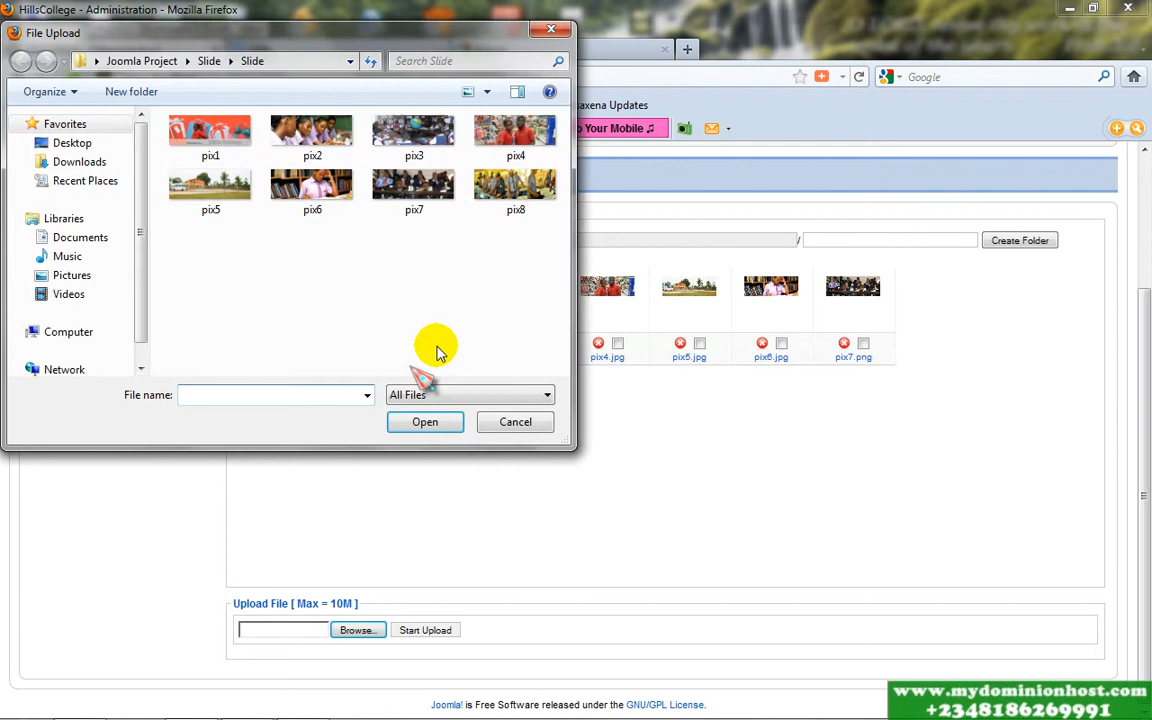 HillsCollege - Administration - Mozilla Firefox
File Upload
Joomla Project Slide Slide
Search Slide
Google
Organize
New folder
saxena Updates
o Your Mobile
Favorites
Desktop
Downloads
Recent Places
Libraries
Documents
Music
Pictures
Videos
Computer
Network
pix1 pix2 pix3 pix4
pix5 pix6 pix7 pix8
/
Create Folder
pix4.jpg pix5.jpg pix6.jpg pix7.png
File name:
All Files
Open
Cancel
Upload File [ Max = 10M ]
Browse...
Start Upload
www.mydominionhost.com
Joomla! is Free Software released under the GNU/GPL License.
+2348186269991